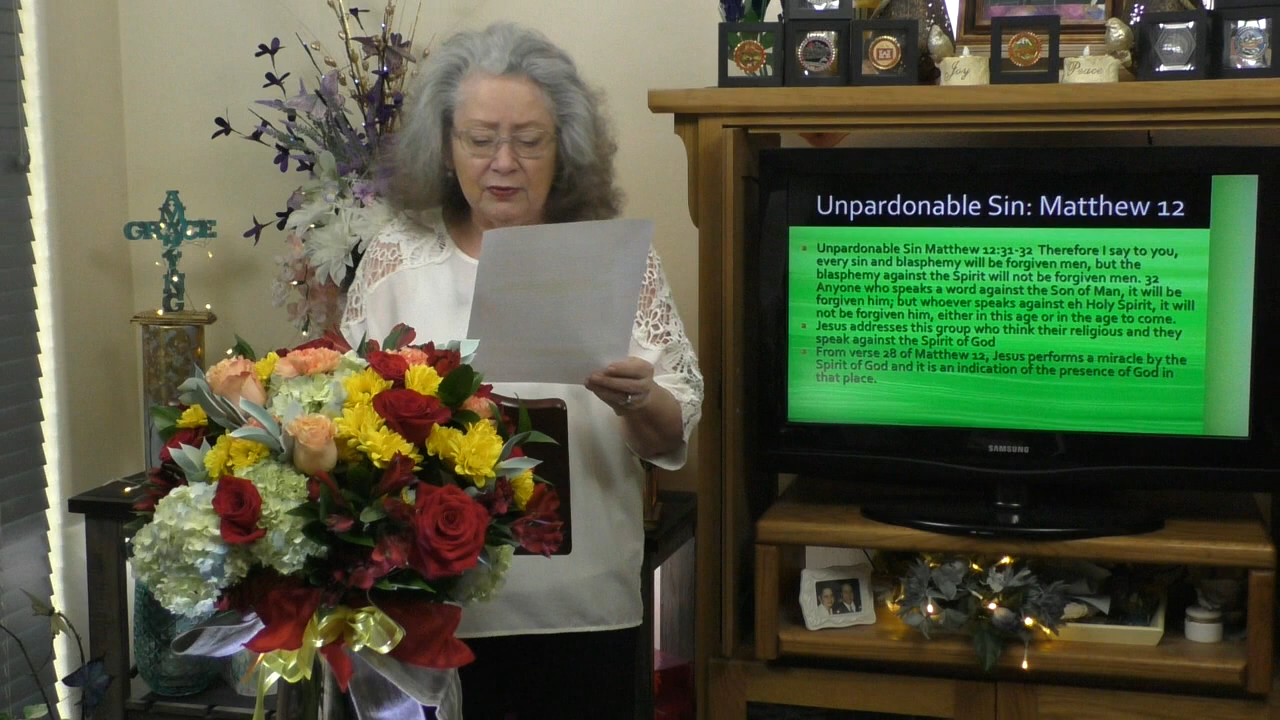 Joy
Peace
AMAZING
GRACE
Unpardonable Sin: Matthew 12
Unpardonable Sin Matthew 12:31-32 Therefore I say to you,
every sin and blasphemy will be forgiven men, but the
blasphemy against the Spirit will not be forgiven men. 32
Anyone who speaks a word against the Son of Man, it will be
forgiven him; but whoever speaks against eh Holy Spirit, it will
not be forgiven him, either in this age or in the age to come.
Jesus addresses this group who think their religious and they
speak against the Spirit of God
From verse 28 of Matthew 12, Jesus performs a miracle by the
Spirit of God and it is an indication of the presence of God in
that place.
SAMSUNG